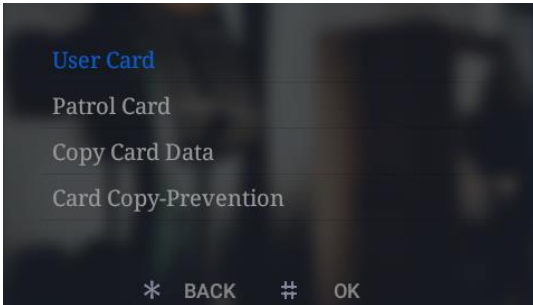 User Card
Patrol Card
Copy Card Data
Card Copy-Prevention
* BACK # OK